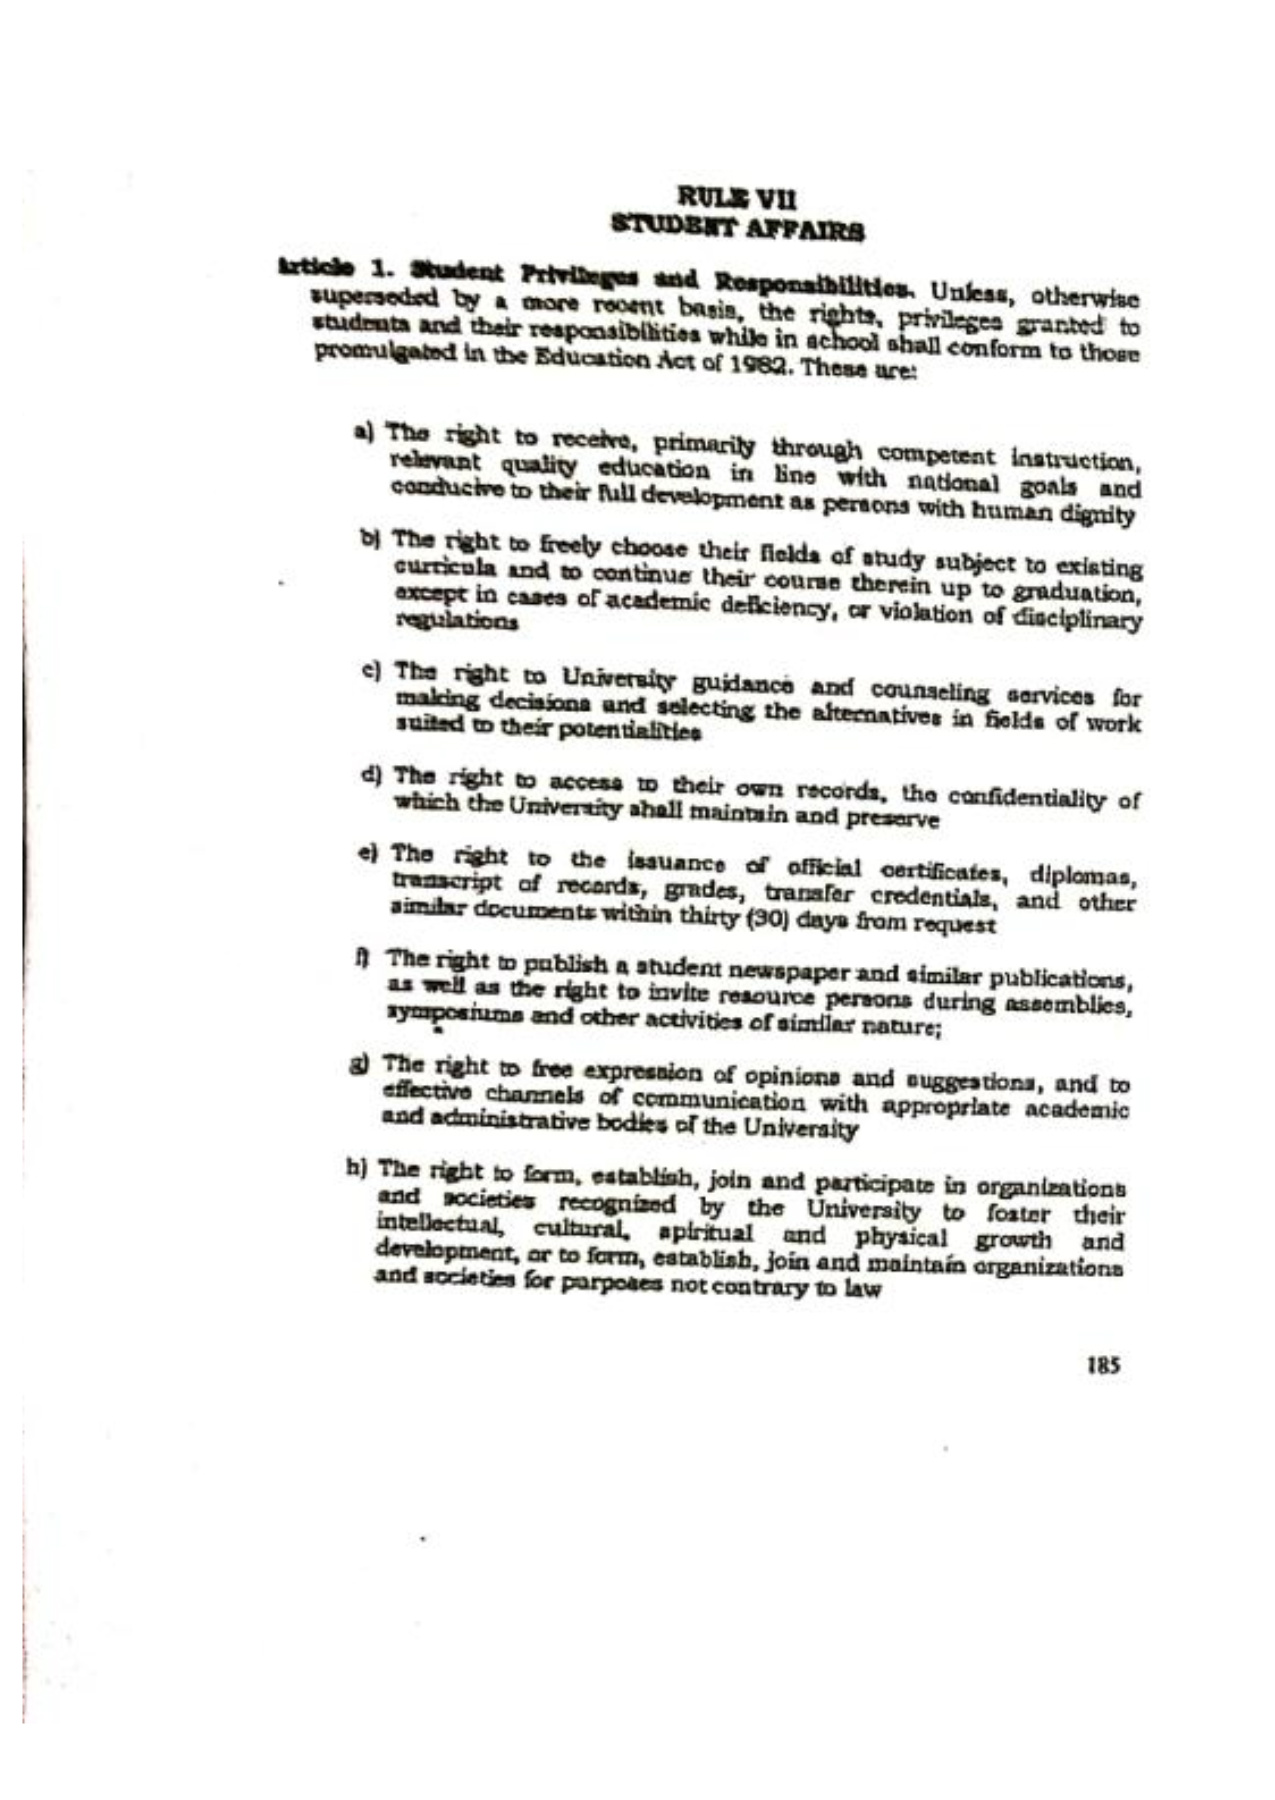 RULE VII
STUDENT AFFAIRS
Article 1. Student Privileges and Responsibilities. Unless, otherwise
superseded by a more recent basis, the rights, privileges granted to
students and their responsibilities while in school shall conform to those
promulgated in the Education Act of 1982. These are:
a) The right to receive, primarily through competent instruction,
relevant quality education in line with national goals and
conducive to their full development as persons with human dignity
b) The right to freely choose their fields of study subject to existing
curricula and to continue their course therein up to graduation,
except in cases of academic deficiency, or violation of disciplinary
regulations
c) The right to University guidance and counseling services for
making decisions and selecting the alternatives in fields of work
suited to their potentialities
d) The right to access to their own records, the confidentiality of
which the University shall maintain and preserve
e) The right to the issuance of official certificates, diplomas,
transcript of records, grades, transfer credentials, and other
similar documents within thirty (30) days from request
f) The right to publish a student newspaper and similar publications,
as well as the right to invite resource persons during assemblies,
symposiums and other activities of similar nature;
g) The right to free expression of opinions and suggestions, and to
effective channels of communication with appropriate academic
and administrative bodies of the University
h) The right to form, establish, join and participate in organizations
and societies recognized by the University to foster their
intellectual, cultural, spiritual and physical growth and
development, or to form, establish, join and maintain organizations
and societies for purposes not contrary to law
185